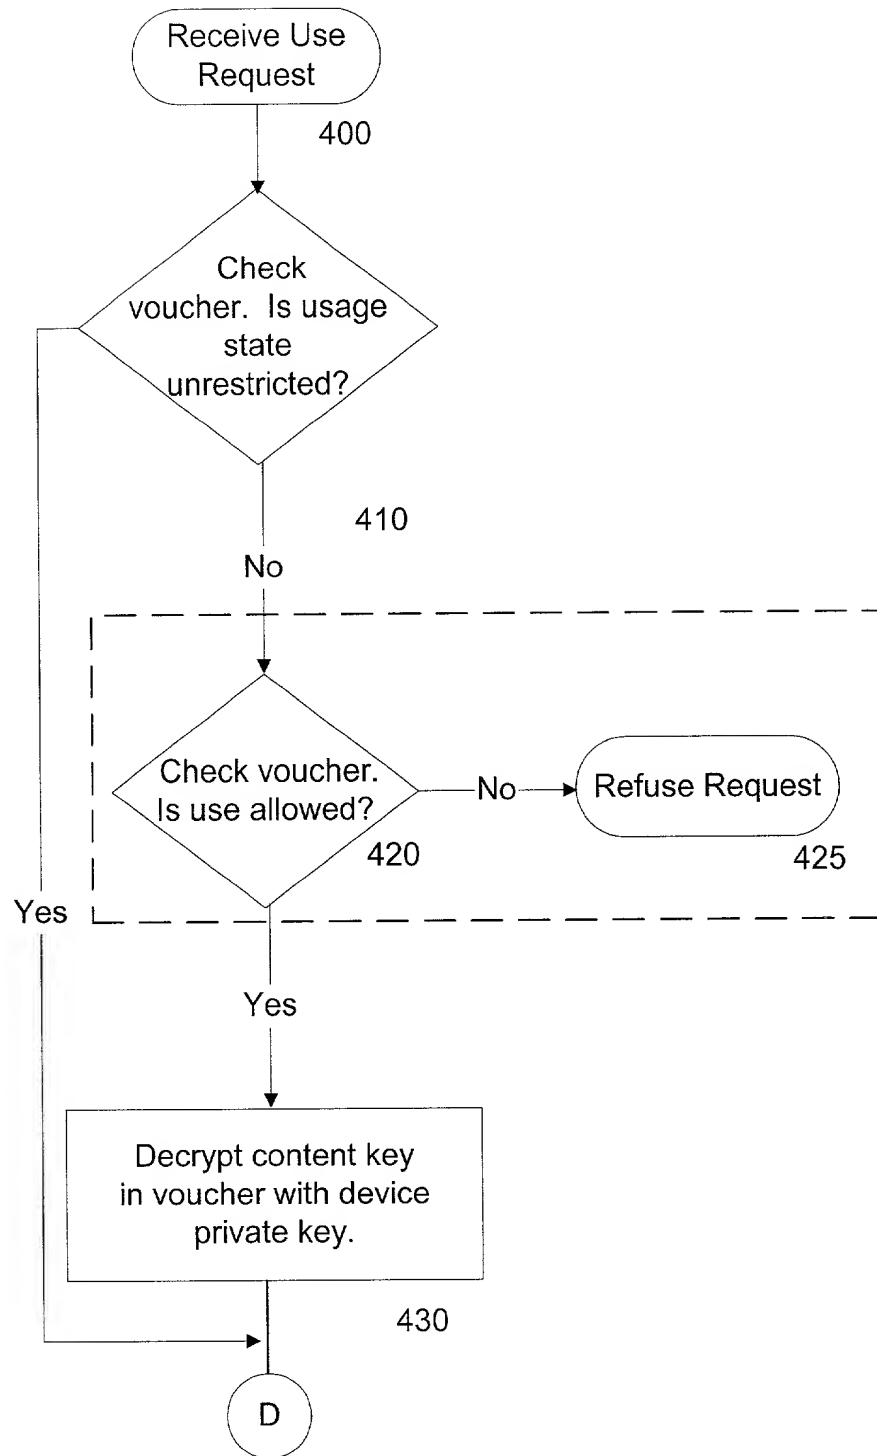 Receive Use
Request
400
Check
voucher. Is usage
state
unrestricted?
410
No
Check voucher.
Is use allowed?
420
No
Refuse Request
425
Yes
Yes
Decrypt content key
in voucher with device
private key.
430
D